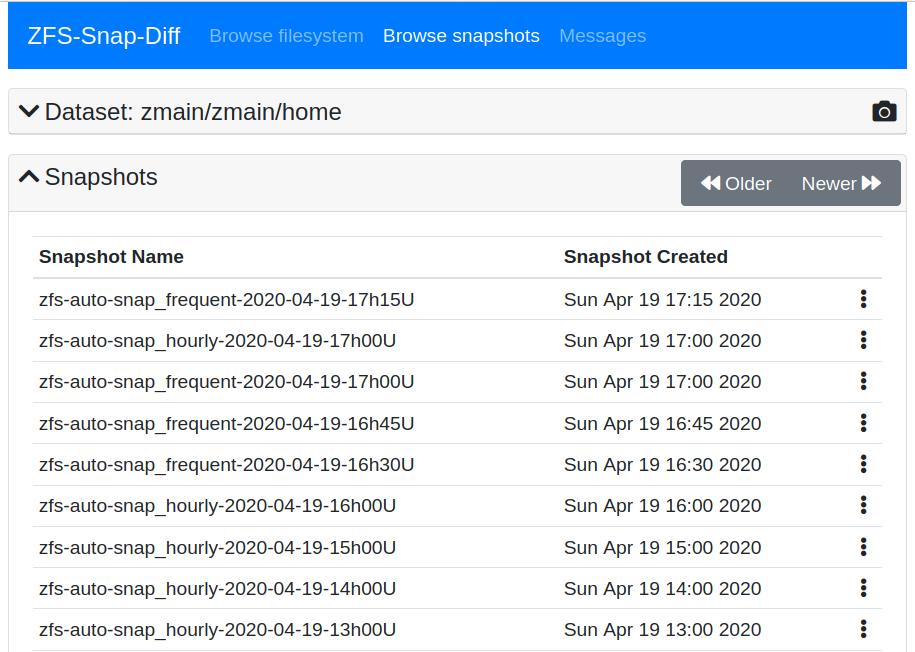 ZFS-Snap-Diff Browse filesystem Browse snapshots Messages
Dataset: zmain/zmain/home
Snapshots Older Newer
Snapshot Name Snapshot Created
zfs-auto-snap_frequent-2020-04-19-17h15U Sun Apr 19 17:15 2020
zfs-auto-snap_hourly-2020-04-19-17h00U Sun Apr 19 17:00 2020
zfs-auto-snap_frequent-2020-04-19-17h00U Sun Apr 19 17:00 2020
zfs-auto-snap_frequent-2020-04-19-16h45U Sun Apr 19 16:45 2020
zfs-auto-snap_frequent-2020-04-19-16h30U Sun Apr 19 16:30 2020
zfs-auto-snap_hourly-2020-04-19-16h00U Sun Apr 19 16:00 2020
zfs-auto-snap_hourly-2020-04-19-15h00U Sun Apr 19 15:00 2020
zfs-auto-snap_hourly-2020-04-19-14h00U Sun Apr 19 14:00 2020
zfs-auto-snap_hourly-2020-04-19-13h00U Sun Apr 19 13:00 2020